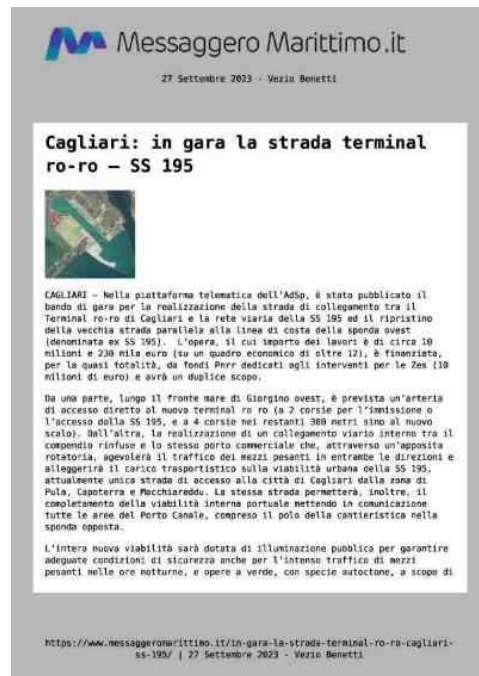 Messaggero Marittimo.it
27 Settembre 2023 - Vezio Benetti
Cagliari: in gara la strada terminal
ro-ro – SS 195
CAGLIARI – Nella piattaforma telematica dell'AdSp, è stato pubblicato il
bando di gara per la realizzazione della strada di collegamento tra il
Terminal ro-ro di Cagliari e la rete viaria della SS 195 ed il ripristino
della vecchia strada parallela alla linea di costa della sponda ovest
(denominata ex SS 195). L'opera, il cui importo dei lavori è di circa 10
milioni e 230 mila euro (su un quadro economico di oltre 12), è finanziata,
per la quasi totalità, da fondi Pnrr dedicati agli interventi per le Zes (10
milioni di euro) e avrà un duplice scopo.
Da una parte, lungo il fronte mare di Giorgino ovest, è prevista un'arteria
di accesso diretto al nuovo terminal ro ro (a 2 corsie per l'immissione o
l'accesso dalla SS 195, e a 4 corsie nei restanti 300 metri sino al nuovo
scalo). Dall'altra, la realizzazione di un collegamento viario interno tra il
compendio rinfuse e lo stesso porto commerciale che, attraverso un'apposita
rotatoria, agevolerà il traffico dei mezzi pesanti in entrambe le direzioni e
alleggerirà il carico trasportistico sulla viabilità urbana della SS 195,
attualmente unica strada di accesso alla città di Cagliari dalla zona di
Pula, Capoterra e Macchiareddu. La stessa strada permetterà, inoltre, il
completamento della viabilità interna portuale mettendo in comunicazione
tutte le aree del Porto Canale, compreso il polo della cantieristica nella
sponda opposta.
L'intera nuova viabilità sarà dotata di illuminazione pubblica per garantire
adeguate condizioni di sicurezza anche per l'intenso traffico di mezzi
pesanti nelle ore notturne, e opere a verde, con specie autoctone, a scopo di
https://www.messaggeromarittimo.it/in-gara-la-strada-terminal-ro-ro-cagliari-
ss-195/ | 27 Settembre 2023 - Vezio Benetti